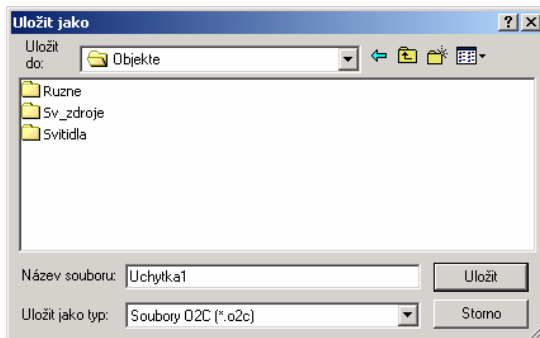 Uložit jako
Uložit do:
Objekte
Ruzne
Sv_zdroje
Svitidla
Název souboru: Uchytka1 Uložit
Uložit jako typ: Soubory O2C (*.o2c) Storno